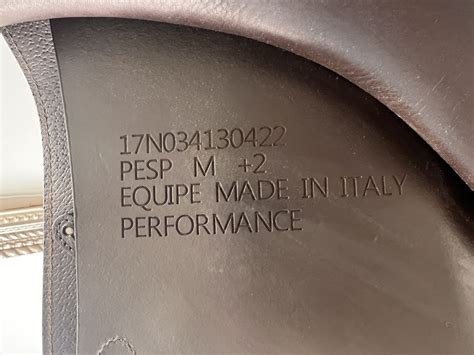 17N034130422
PESP M +2
EQUIPE MADE IN ITALY
PERFORMANCE